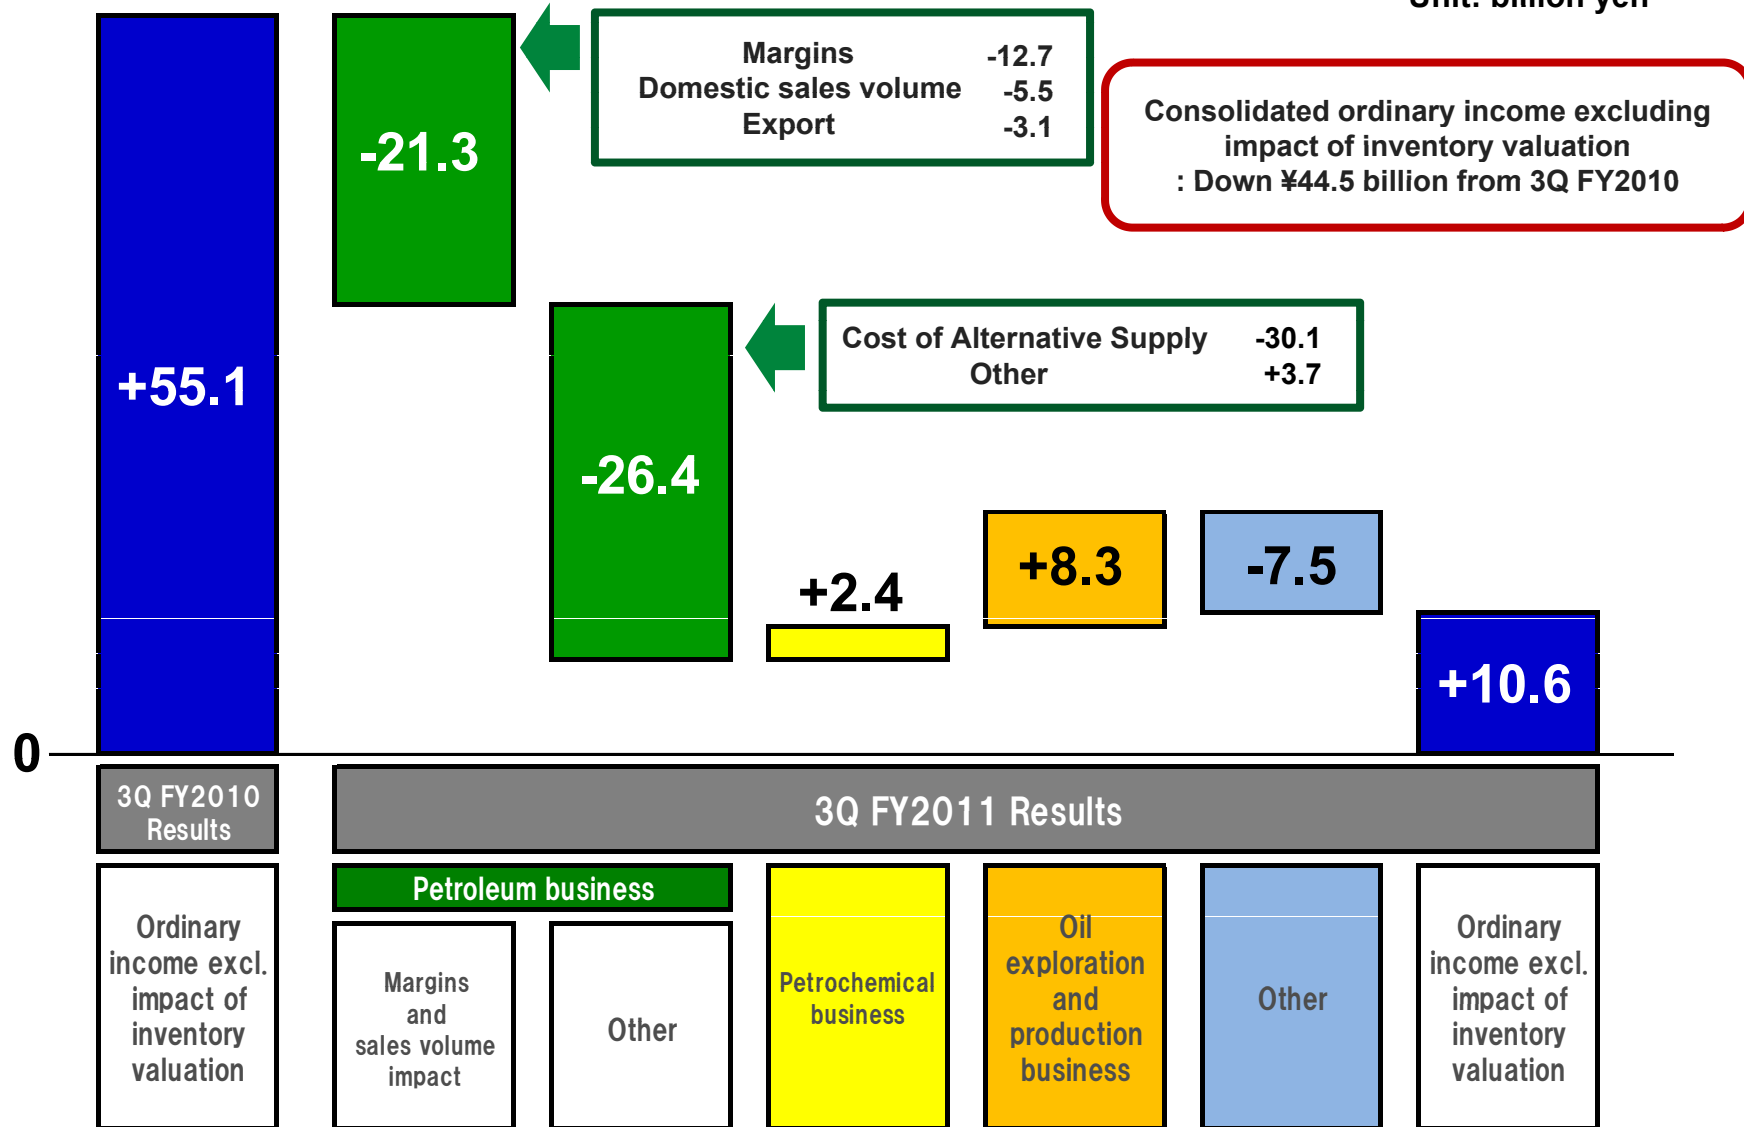 Unit: billion yen
Margins -12.7
Domestic sales volume -5.5
Export -3.1
Consolidated ordinary income excluding
impact of inventory valuation
: Down ¥44.5 billion from 3Q FY2010
-21.3
Cost of Alternative Supply -30.1
Other +3.7
+55.1
-26.4
+2.4
+8.3
-7.5
+10.6
0
3Q FY2010
Results
3Q FY2011 Results
Ordinary
income excl.
impact of
inventory
valuation
Petroleum business
Margins
and
sales volume
impact
Other
Petrochemical
business
Oil
exploration
and
production
business
Other
Ordinary
income excl.
impact of
inventory
valuation